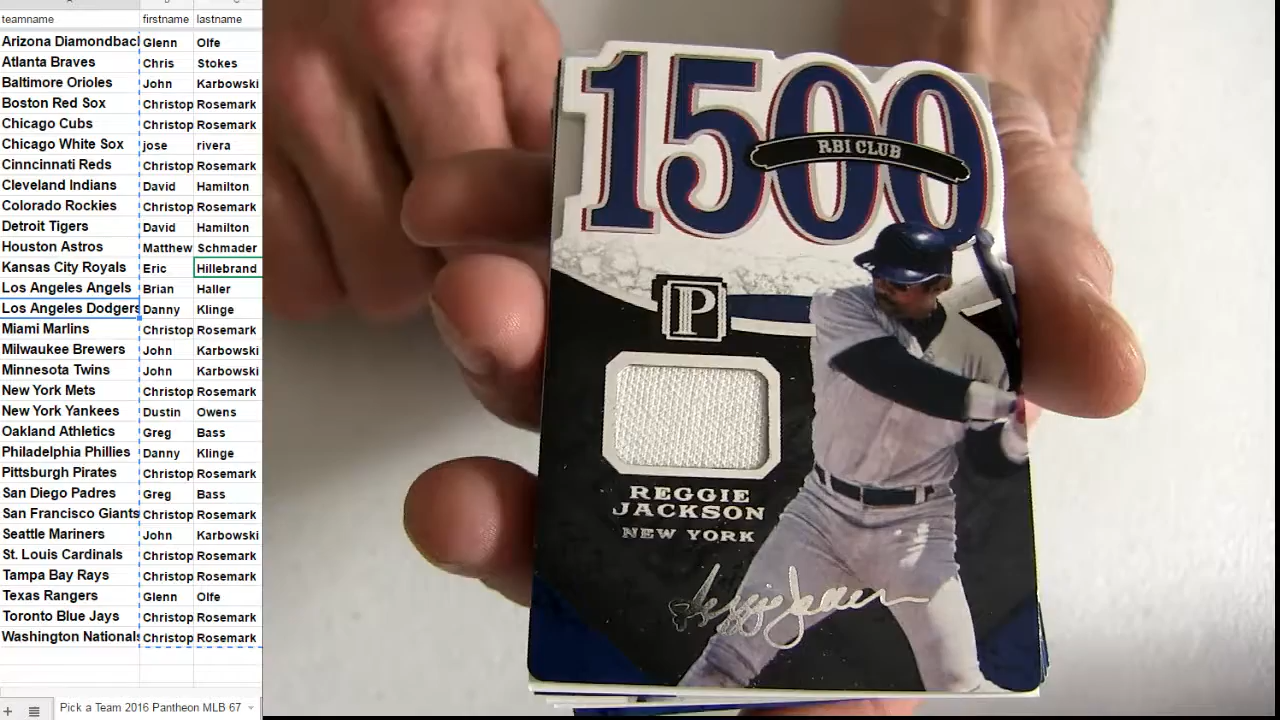 teamname firstname lastname
Arizona Diamondbacl Glenn Olfe
Atlanta Braves Chris Stokes
Baltimore Orioles John Karbowski
Boston Red Sox Christop Rosemark
Chicago Cubs Christop Rosemark
Chicago White Sox jose rivera
Cinncinnati Reds Christop Rosemark
Cleveland Indians David Hamilton
Colorado Rockies Christop Rosemark
Detroit Tigers David Hamilton
Houston Astros Matthew Schmader
Kansas City Royals Eric Hillebrand
Los Angeles Angels Brian Haller
Los Angeles Dodgers Danny Klinge
Miami Marlins Christop Rosemark
Milwaukee Brewers John Karbowski
Minnesota Twins John Karbowski
New York Mets Christop Rosemark
New York Yankees Dustin Owens
Oakland Athletics Greg Bass
Philadelphia Phillies Danny Klinge
Pittsburgh Pirates Christop Rosemark
San Diego Padres Greg Bass
San Francisco Giants Christop Rosemark
Seattle Mariners John Karbowski
St. Louis Cardinals Christop Rosemark
Tampa Bay Rays Christop Rosemark
Texas Rangers Glenn Olfe
Toronto Blue Jays Christop Rosemark
Washington Nationals Christop Rosemark
Pick a Team 2016 Pantheon MLB 67
1500
RBI CLUB
P
REGGIE
JACKSON
NEW YORK
Reggie Jackson